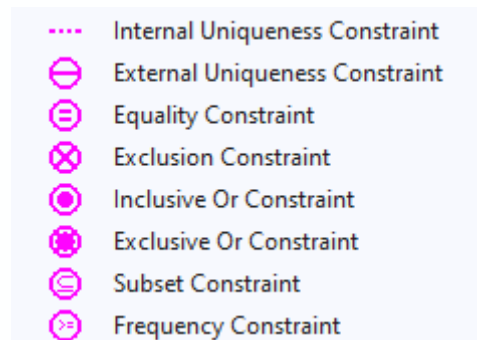 Internal Uniqueness Constraint
External Uniqueness Constraint
Equality Constraint
Exclusion Constraint
Inclusive Or Constraint
Exclusive Or Constraint
Subset Constraint
>= Frequency Constraint